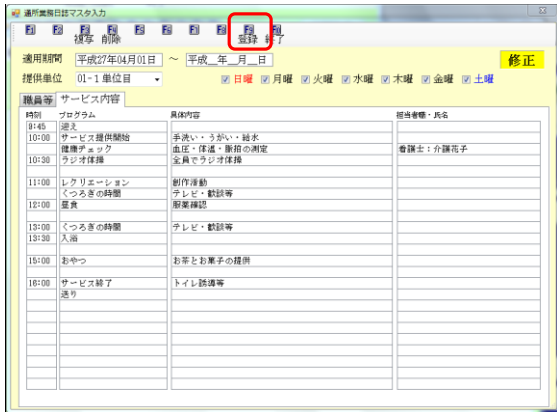 通所業務日誌マスタ入力
F1 F2 F3 F4 F5 F6 F7 F8 F9 F10
複写 削除 登録 終了
適用期間 平成27年04月01日 ～ 平成__年__月__日 修正
提供単位 01-1単位目 日曜 月曜 火曜 水曜 木曜 金曜 土曜
職員等 サービス内容
時刻 プログラム 具体内容 担当者職・氏名
9:45 迎え
10:00 サービス提供開始 手洗い・うがい・給水
健康チェック 血圧・体温・脈拍の測定 看護士：介護花子
10:30 ラジオ体操 全員でラジオ体操
11:00 レクリエーション 創作活動
くつろぎの時間 テレビ・歓談等
12:00 昼食 服薬確認
13:00 くつろぎの時間 テレビ・歓談等
13:30 入浴
15:00 おやつ お茶とお菓子の提供
16:00 サービス終了 トイレ誘導等
送り